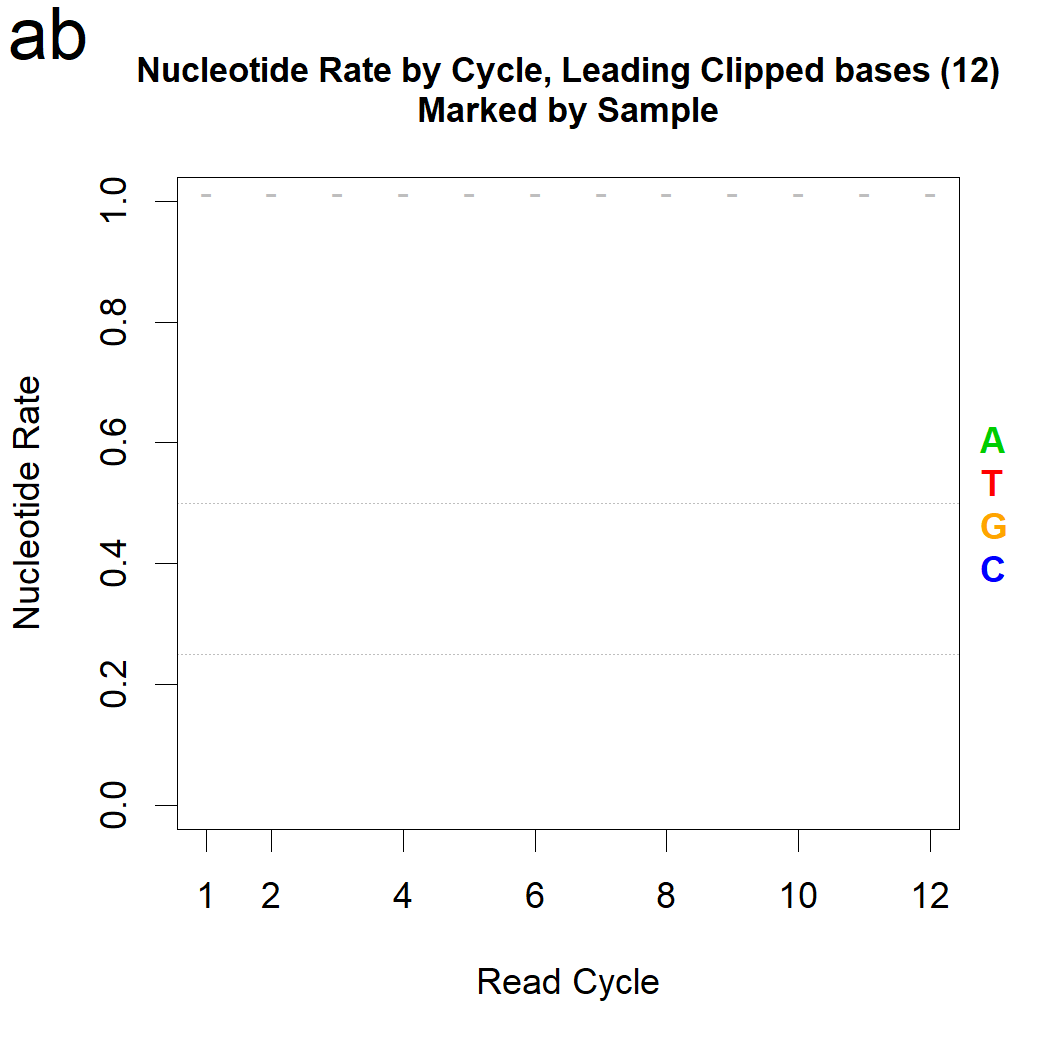 ab
Nucleotide Rate by Cycle, Leading Clipped bases (12)
Marked by Sample
1.0
0.8
0.6
0.4
0.2
0.0
Nucleotide Rate
A
T
G
C
1 2 4 6 8 10 12
Read Cycle